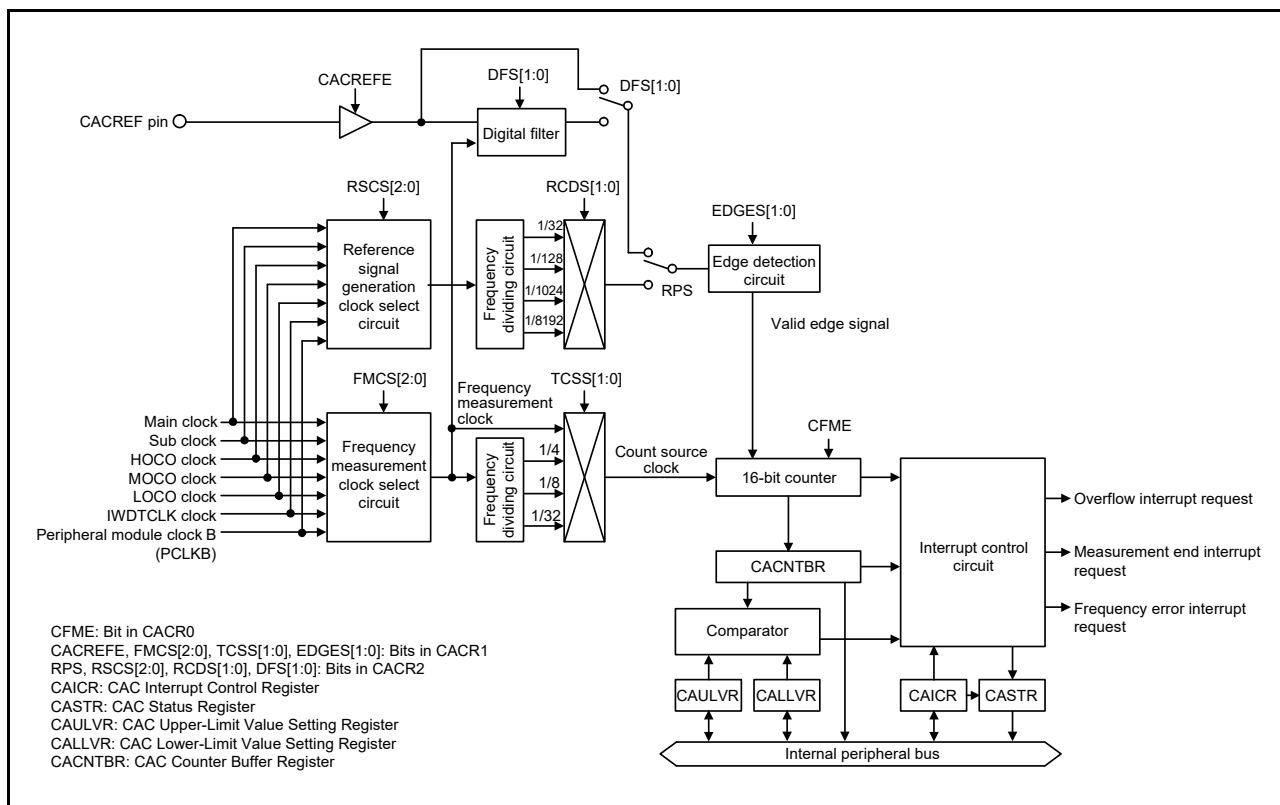 CACREFE
DFS[1:0]
DFS[1:0]
CACREF pin
Digital filter
RSCS[2:0]
RCDS[1:0]
EDGES[1:0]
Reference
signal
generation
clock select
circuit
Frequency
dividing circuit
1/32
1/128
1/1024
1/8192
RPS
Edge detection
circuit
Valid edge signal
FMCS[2:0]
Frequency
measurement
clock
TCSS[1:0]
Main clock
Sub clock
HOCO clock
MOCO clock
LOCO clock
IWDTCLK clock
Peripheral module clock B
(PCLKB)
Frequency
measurement
clock select
circuit
Frequency
dividing circuit
1/4
1/8
1/32
Count source
clock
CFME
16-bit counter
CACNTBR
Comparator
CAULVR
CALLVR
Interrupt control
circuit
CAICR
CASTR
Overflow interrupt request
Measurement end interrupt
request
Frequency error interrupt
request
Internal peripheral bus
CFME: Bit in CACR0
CACREFE, FMCS[2:0], TCSS[1:0], EDGES[1:0]: Bits in CACR1
RPS, RSCS[2:0], RCDS[1:0], DFS[1:0]: Bits in CACR2
CAICR: CAC Interrupt Control Register
CASTR: CAC Status Register
CAULVR: CAC Upper-Limit Value Setting Register
CALLVR: CAC Lower-Limit Value Setting Register
CACNTBR: CAC Counter Buffer Register